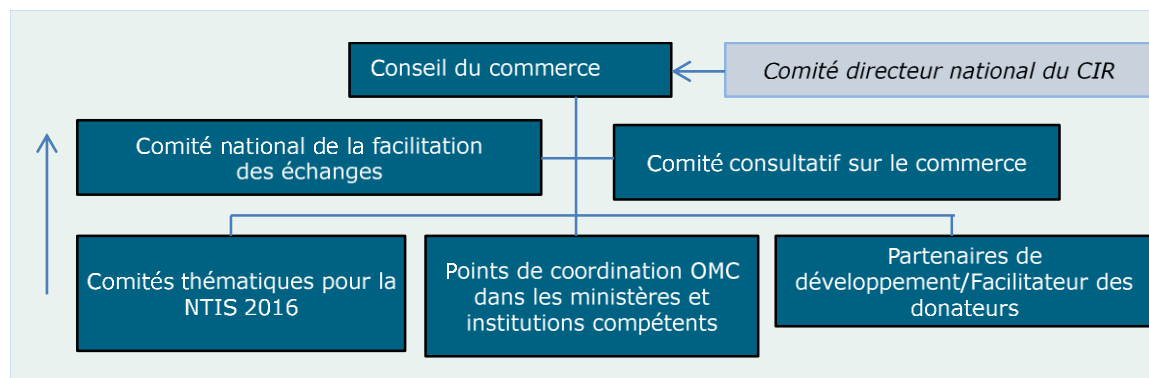 Conseil du commerce
Comité directeur national du CIR
Comité national de la facilitation
des échanges
Comité consultatif sur le commerce
Comités thématiques pour la
NTIS 2016
Points de coordination OMC
dans les ministères et
institutions compétents
Partenaires de
développement/Facilitateur des
donateurs